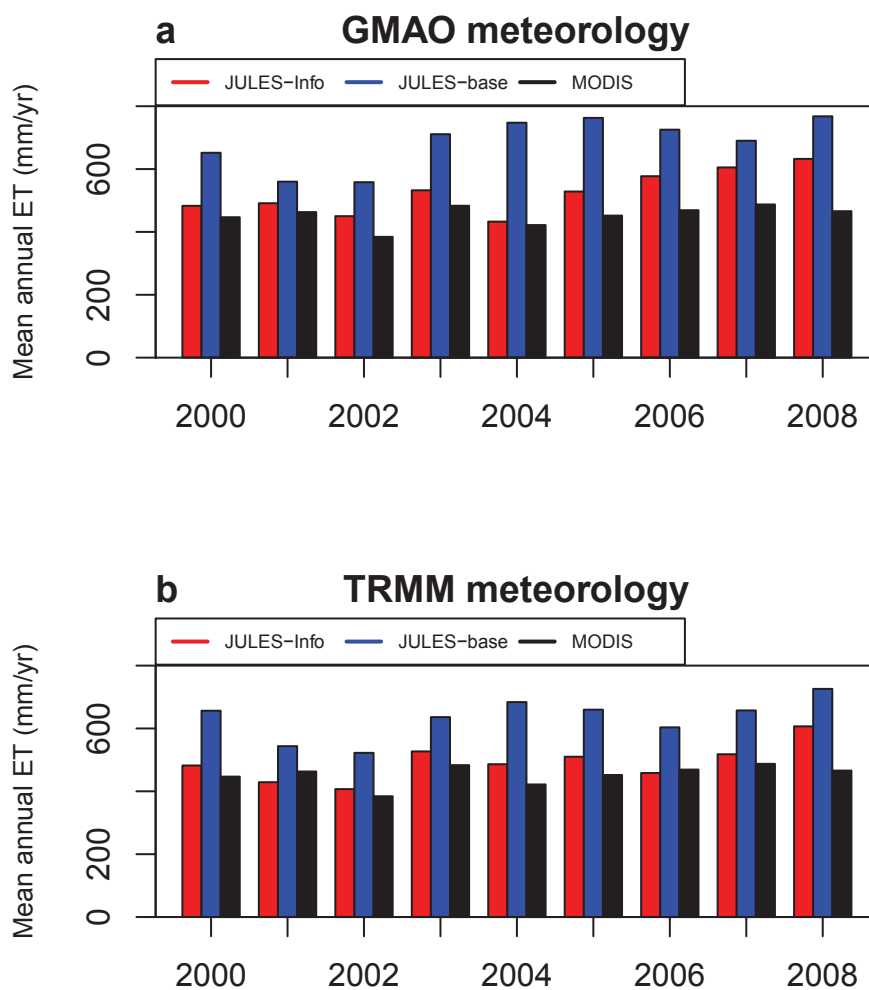 a GMAO meteorology
JULES−Info JULES−base MODIS
Mean annual ET (mm/yr)
600
200
0
2000 2002 2004 2006 2008
b TRMM meteorology
JULES−Info JULES−base MODIS
Mean annual ET (mm/yr)
600
200
0
2000 2002 2004 2006 2008